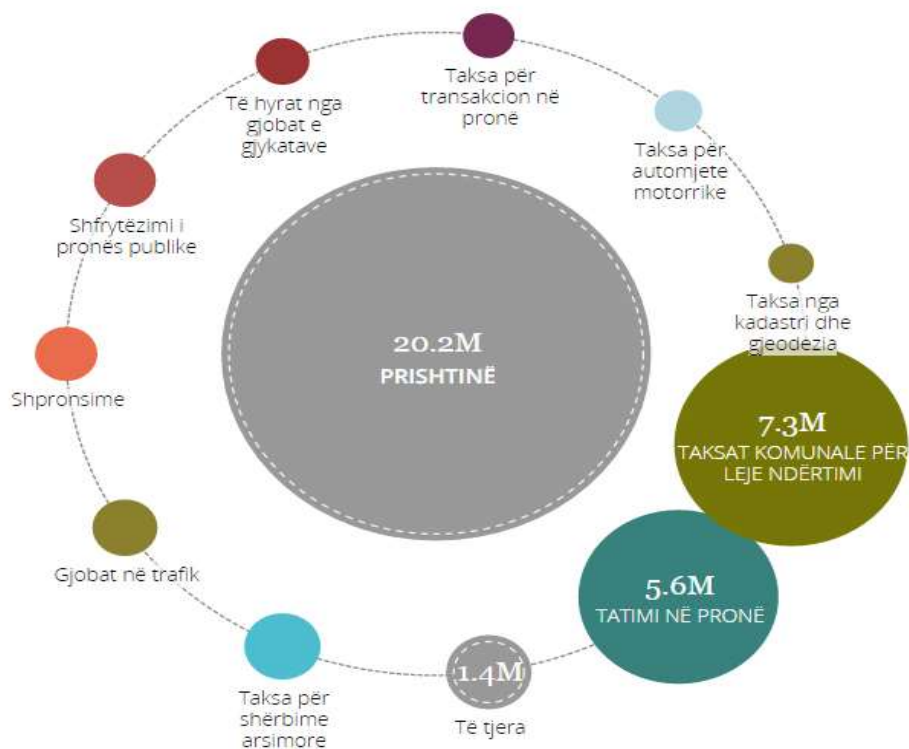 Taksa për
transakcion në
pronë
Të hyrat nga
gjobat e
gjykatave
Taksa për
automjete
motorrike
Shfrytëzimi i
pronës publike
Taksa nga
kadastri dhe
gjeodëzia
20.2M
PRISHTINË
Shpronsime
7.3M
TAKSAT KOMUNALE PËR
LEJE NDËRTIMI
Gjobat në trafik
5.6M
TATIMI NË PRONË
1.4M
Të tjera
Taksa për
shërbime
arsimore